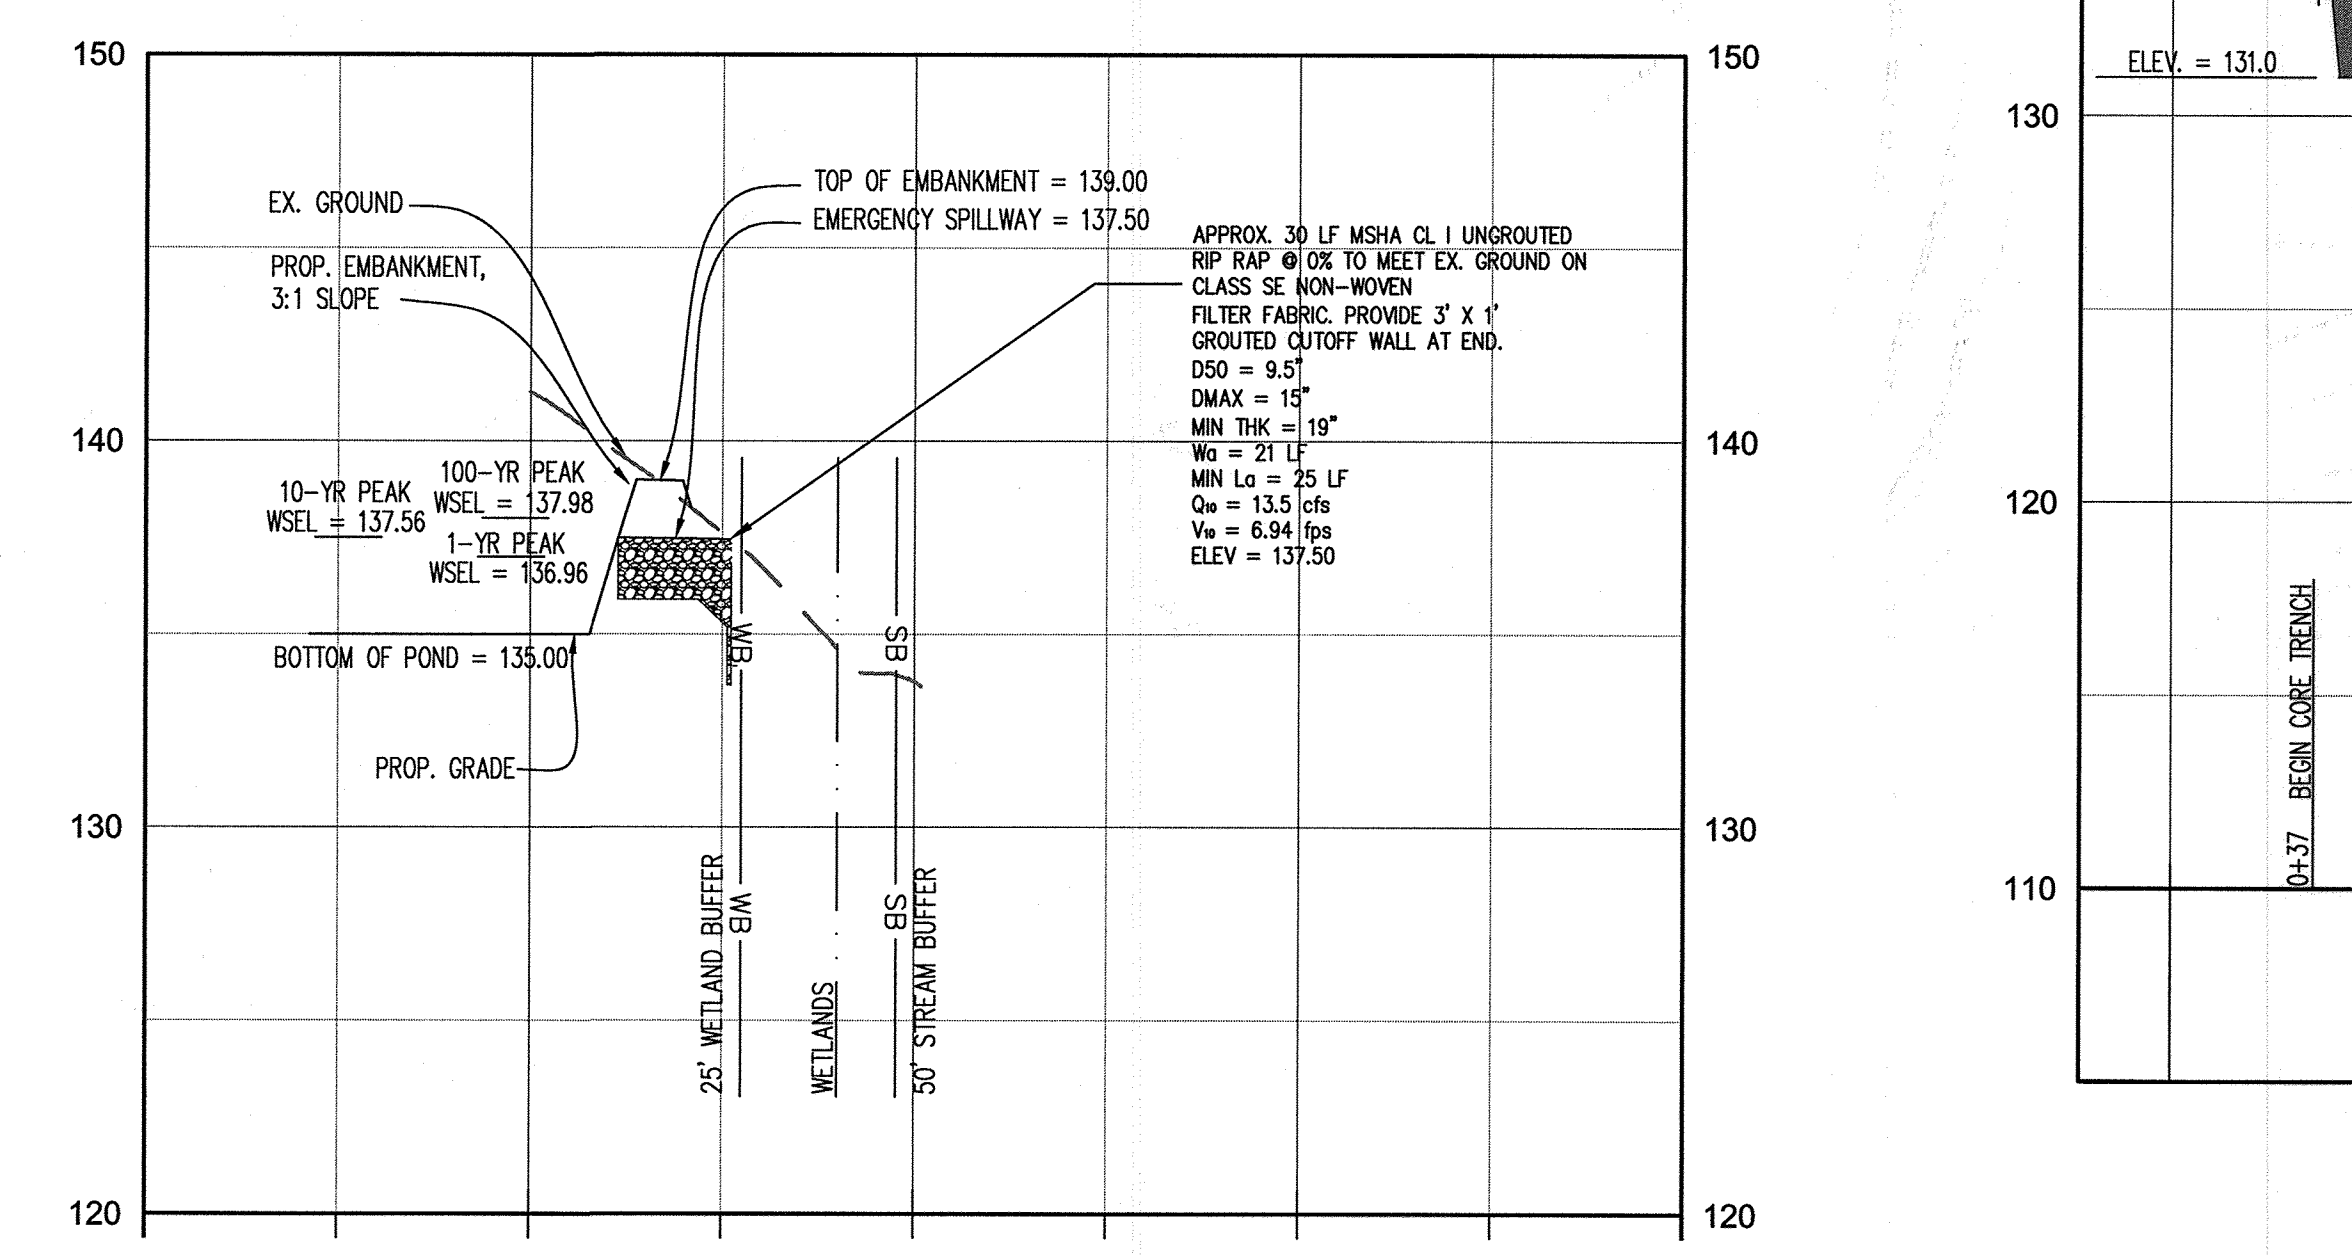 150
150
ELEV. = 131.0
130
TOP OF EMBANKMENT = 139.00
EX. GROUND
EMERGENCY SPILLWAY = 137.50
PROP. EMBANKMENT,
3:1 SLOPE
APPROX. 30 LF MSHA CL I UNGROUTED
RIP RAP @ 0% TO MEET EX. GROUND ON
CLASS SE NON-WOVEN
FILTER FABRIC. PROVIDE 3' X 1'
GROUTED CUTOFF WALL AT END.
D50 = 9.5"
DMAX = 15"
MIN THK = 19"
Wa = 21 LF
MIN La = 25 LF
Q10 = 13.5 cfs
V10 = 6.94 fps
ELEV = 137.50
140
140
100-YR PEAK
WSEL = 137.98
10-YR PEAK
WSEL = 137.56
1-YR PEAK
WSEL = 136.96
120
BOTTOM OF POND = 135.00
WB
SB
PROP. GRADE
130
130
0+37 BEGIN CORE TRENCH
110
WB
SB
25' WETLAND BUFFER
WETLANDS
50' STREAM BUFFER
120
120